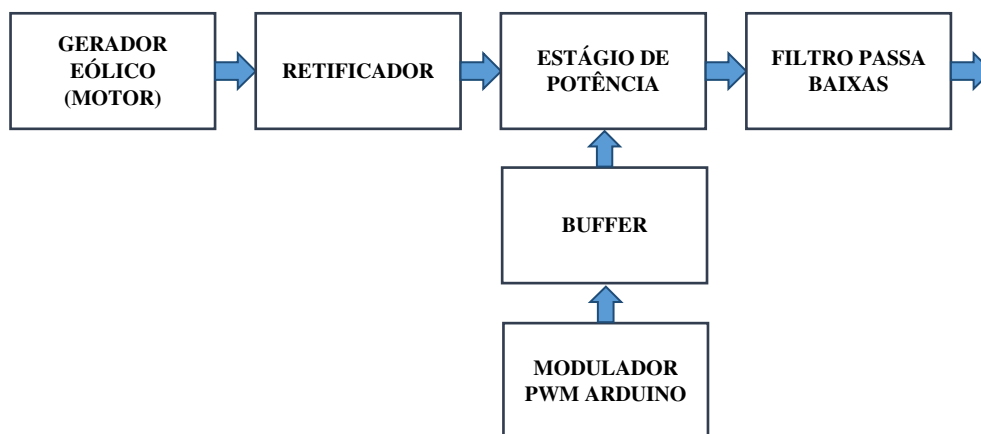 GERADOR
EÓLICO
(MOTOR)
RETIFICADOR
ESTÁGIO DE
POTÊNCIA
FILTRO PASSA
BAIXAS
BUFFER
MODULADOR
PWM ARDUINO